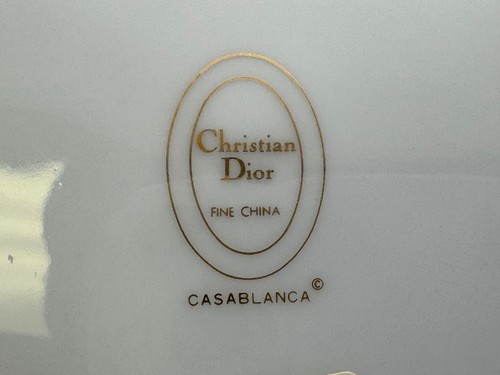 Christian
Dior
FINE CHINA
CASABLANCA©